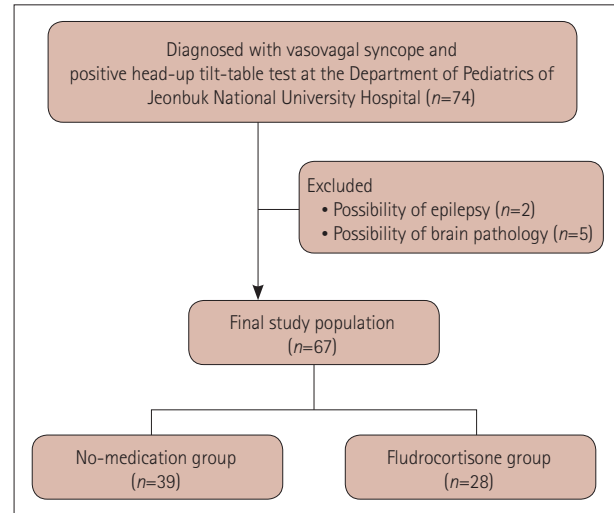 Diagnosed with vasovagal syncope and
positive head-up tilt-table test at the Department of Pediatrics of
Jeonbuk National University Hospital (n=74)
Excluded
• Possibility of epilepsy (n=2)
• Possibility of brain pathology (n=5)
Final study population
(n=67)
No-medication group
(n=39)
Fludrocortisone group
(n=28)